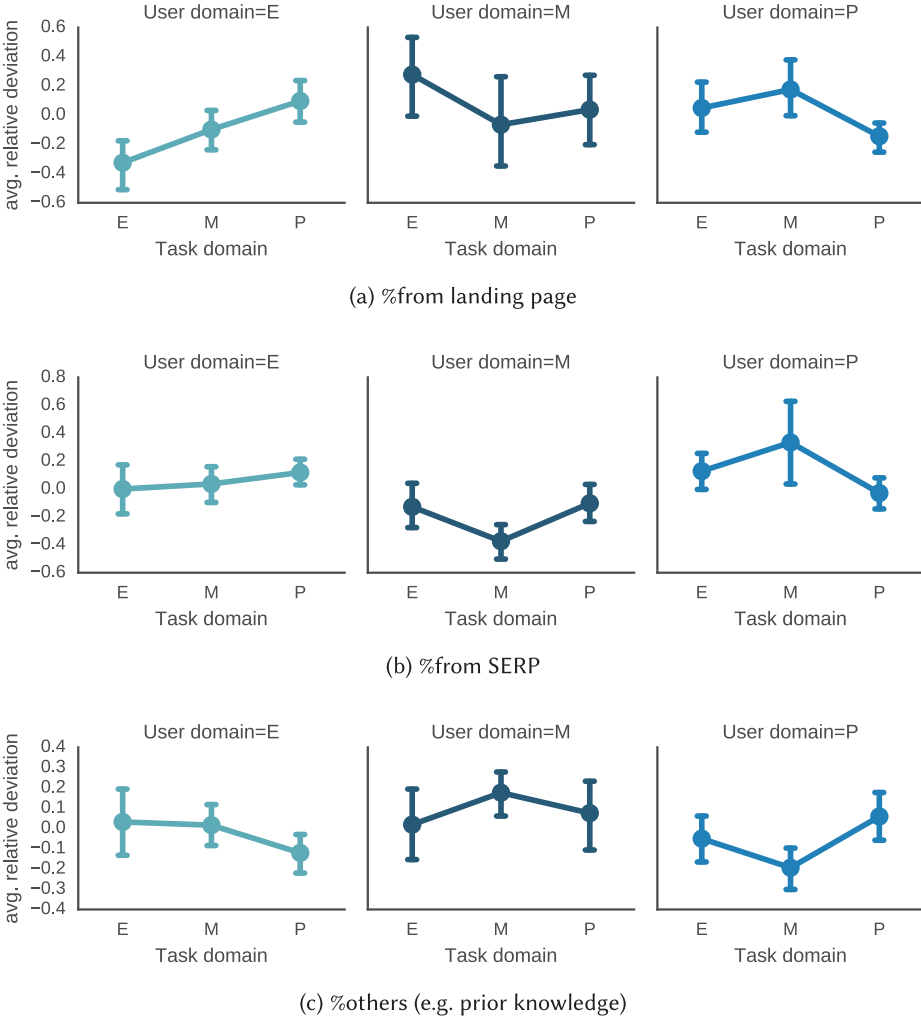 User domain=E
User domain=M
User domain=P
avg. relative deviation
0.6
0.4
0.2
0.0
−0.2
−0.4
−0.6
E M P
E M P
E M P
Task domain
Task domain
Task domain
(a) %from landing page
User domain=E
User domain=M
User domain=P
avg. relative deviation
0.8
0.6
0.4
0.2
0.0
−0.2
−0.4
−0.6
E M P
E M P
E M P
Task domain
Task domain
Task domain
(b) %from SERP
User domain=E
User domain=M
User domain=P
avg. relative deviation
0.4
0.3
0.2
0.1
0.0
−0.1
−0.2
−0.3
−0.4
E M P
E M P
E M P
Task domain
Task domain
Task domain
(c) %others (e.g. prior knowledge)